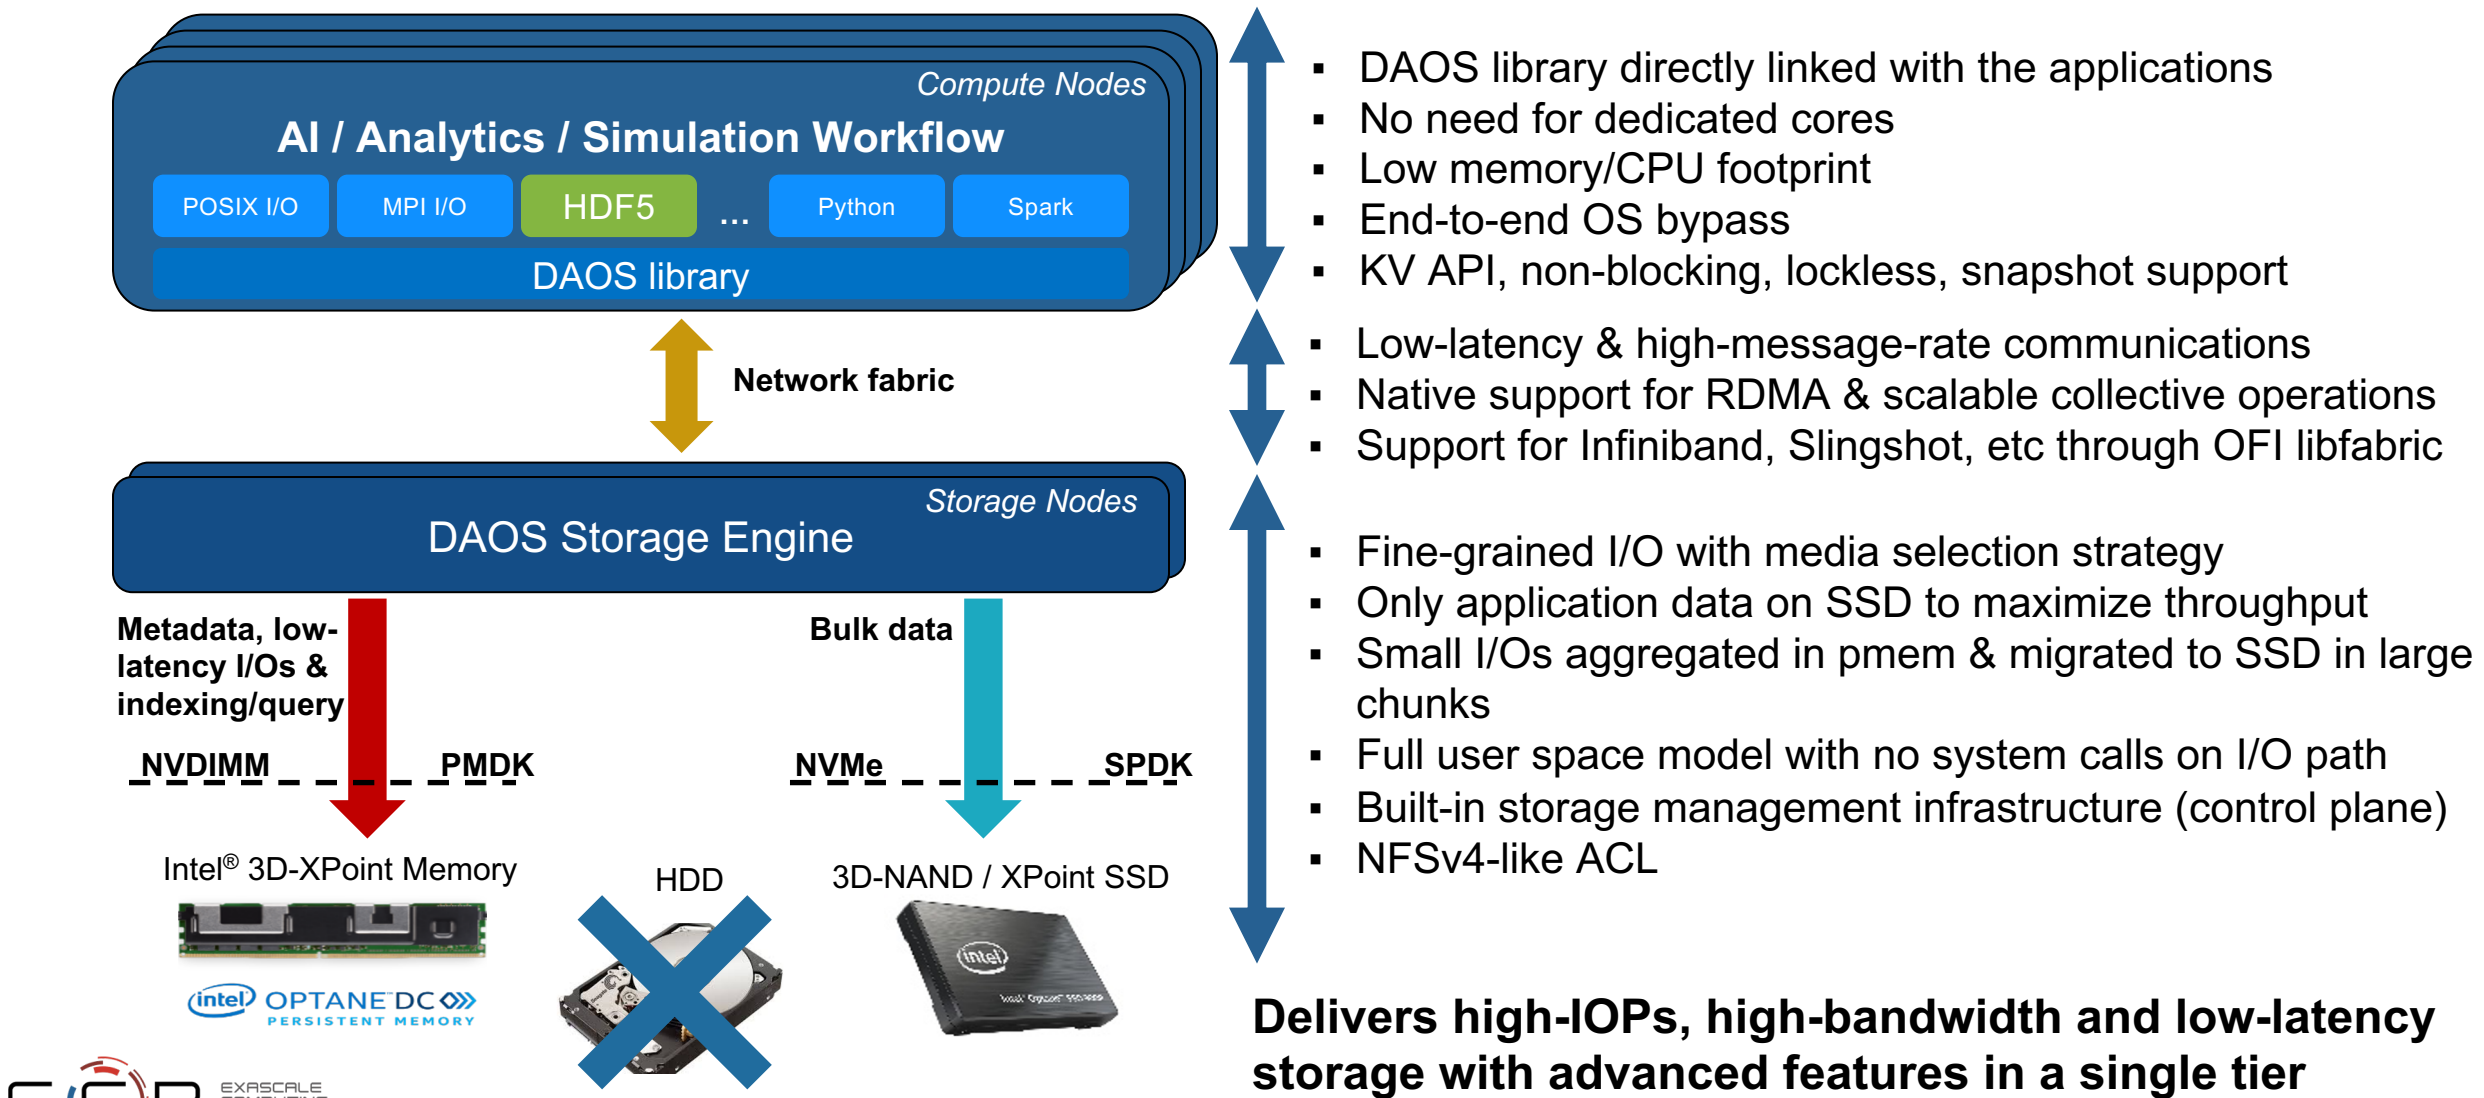 Compute Nodes
AI / Analytics / Simulation Workflow
POSIX I/O
MPI I/O
HDF5
...
Python
Spark
DAOS library
Network fabric
Storage Nodes
DAOS Storage Engine
Metadata, low-
latency I/Os &
indexing/query
Bulk data
NVDIMM
PMDK
NVMe
SPDK
Intel® 3D-XPoint Memory
HDD
3D-NAND / XPoint SSD
(intel) OPTANE™DC
PERSISTENT MEMORY
(intel)
▪ DAOS library directly linked with the applications
▪ No need for dedicated cores
▪ Low memory/CPU footprint
▪ End-to-end OS bypass
▪ KV API, non-blocking, lockless, snapshot support
▪ Low-latency & high-message-rate communications
▪ Native support for RDMA & scalable collective operations
▪ Support for Infiniband, Slingshot, etc through OFI libfabric
▪ Fine-grained I/O with media selection strategy
▪ Only application data on SSD to maximize throughput
▪ Small I/Os aggregated in pmem & migrated to SSD in large
chunks
▪ Full user space model with no system calls on I/O path
▪ Built-in storage management infrastructure (control plane)
▪ NFSv4-like ACL
Delivers high-IOPs, high-bandwidth and low-latency
storage with advanced features in a single tier
EXASCALE